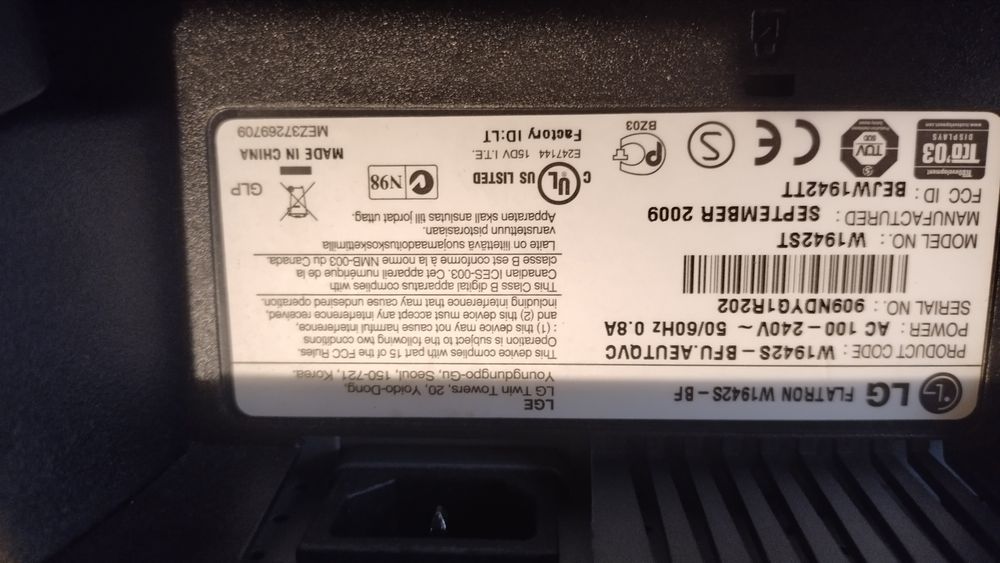 LG FLATRON W1942S-BF
PRODUCT CODE : W1942S-BFU.AEUTQVC
POWER : AC 100-240V ~ 50/60Hz 0.8A
SERIAL NO. : 909NDYG1R202
MODEL NO. : W1942ST
MANUFACTURED : SEPTEMBER 2009
FCC ID : BEJW1942TT
TCO'03
DISPLAYS
TÜV
CE
S
PC
BZ03
LGE
LG Twin Towers, 20, Yoido-Dong,
Youngdungpo-Gu, Seoul, 150-721, Korea.
This device complies with part 15 of the FCC Rules.
Operation is subject to the following two conditions
: (1) this device may not cause harmful interference,
and (2) this device must accept any interference received,
including interference that may cause undesired operation.
This Class B digital apparatus complies with
Canadian ICES-003. Cet appareil numérique de la
classe B est conforme à la norme NMB-003 du Canada.
Laite on liitettävä suojamaadoituskoskettimilla
varustettuun pistorasiaan.
Apparaten skall anslutas till jordat uttag.
C UL US LISTED
E247144 15DV I.T.E.
Factory ID:LT
N98
GLP
MADE IN CHINA
MEZ37269709